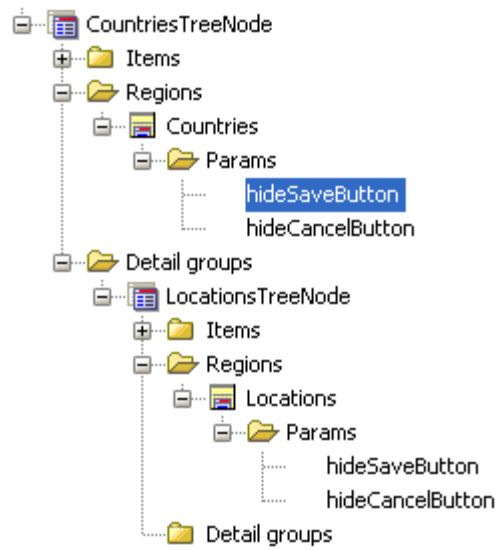 CountriesTreeNode
Items
Regions
Countries
Params
hideSaveButton
hideCancelButton
Detail groups
LocationsTreeNode
Items
Regions
Locations
Params
hideSaveButton
hideCancelButton
Detail groups